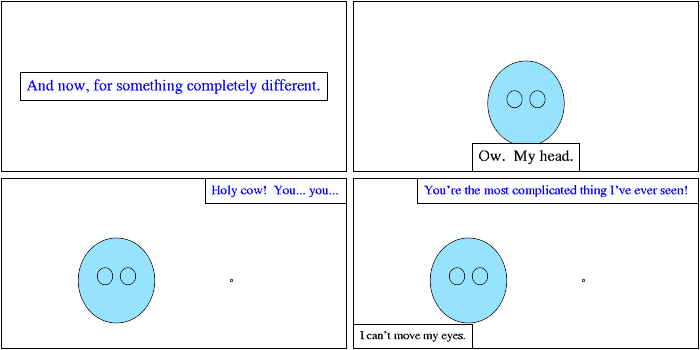 And now, for something completely different.
Ow. My head.
Holy cow! You... you...
You're the most complicated thing I've ever seen!
I can't move my eyes.